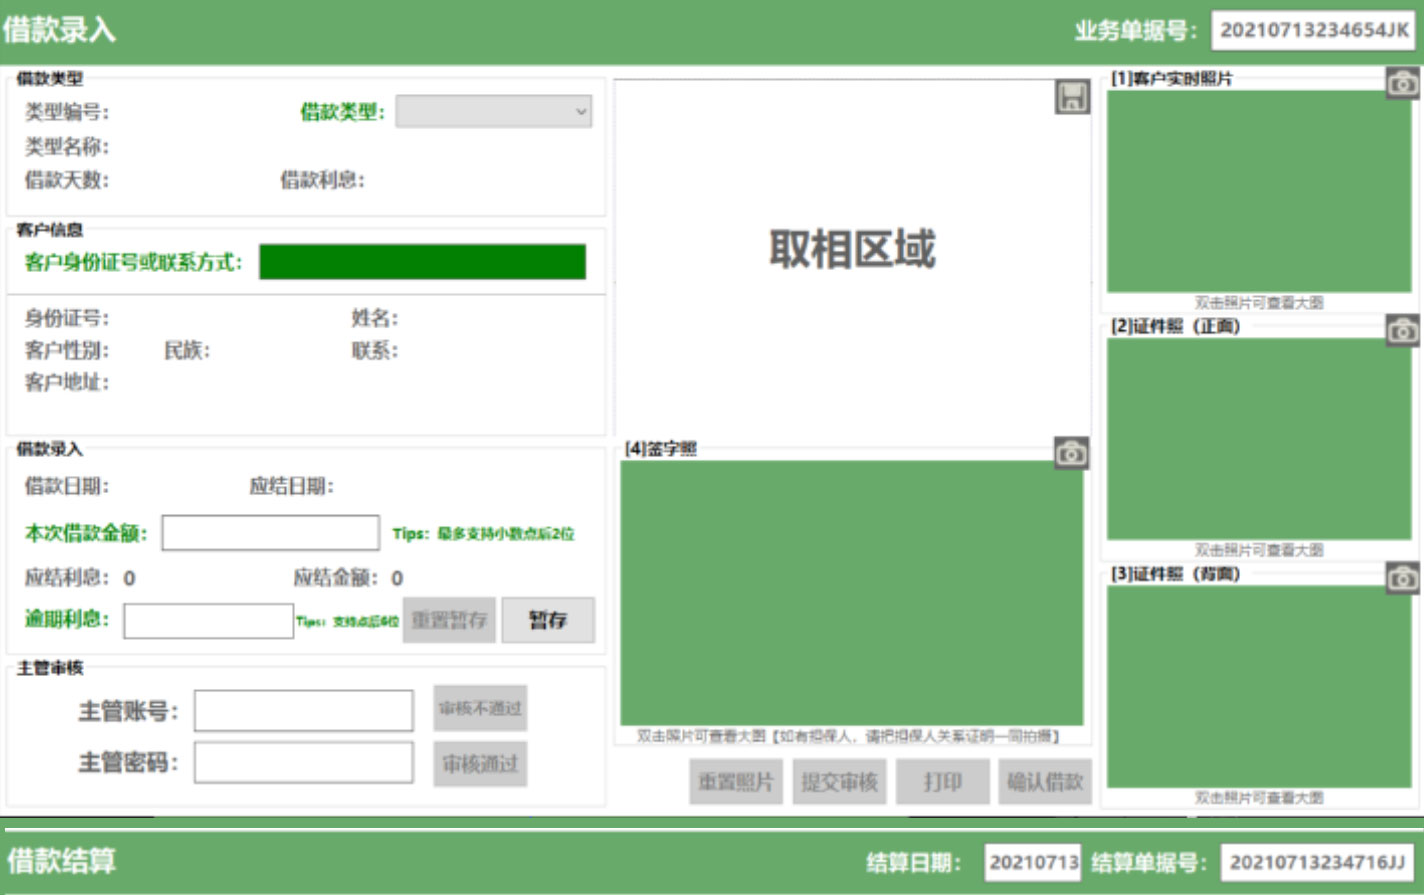 借款录入
业务单据号：
20210713234654JK
借款类型
类型编号：
借款类型：
类型名称：
借款天数：
借款利息：
客户信息
客户身份证号或联系方式：
身份证号：
姓名：
客户性别：
民族：
联系：
客户地址：
借款录入
借款日期：
应结日期：
本次借款金额：
Tips：最多支持小数点后2位
应结利息：0
应结金额：0
逾期利息：
Tips：支持点后6位
重置暂存
暂存
主管审核
主管账号：
审核不通过
主管密码：
审核通过
取相区域
[4]签字照
双击照片可查看大图【如有担保人，请把担保人关系证明一同拍摄】
重置照片
提交审核
打印
确认借款
[1]客户实时照片
双击照片可查看大图
[2]证件照（正面）
双击照片可查看大图
[3]证件照（背面）
双击照片可查看大图
借款结算
结算日期：
20210713
结算单据号：
20210713234716JJ